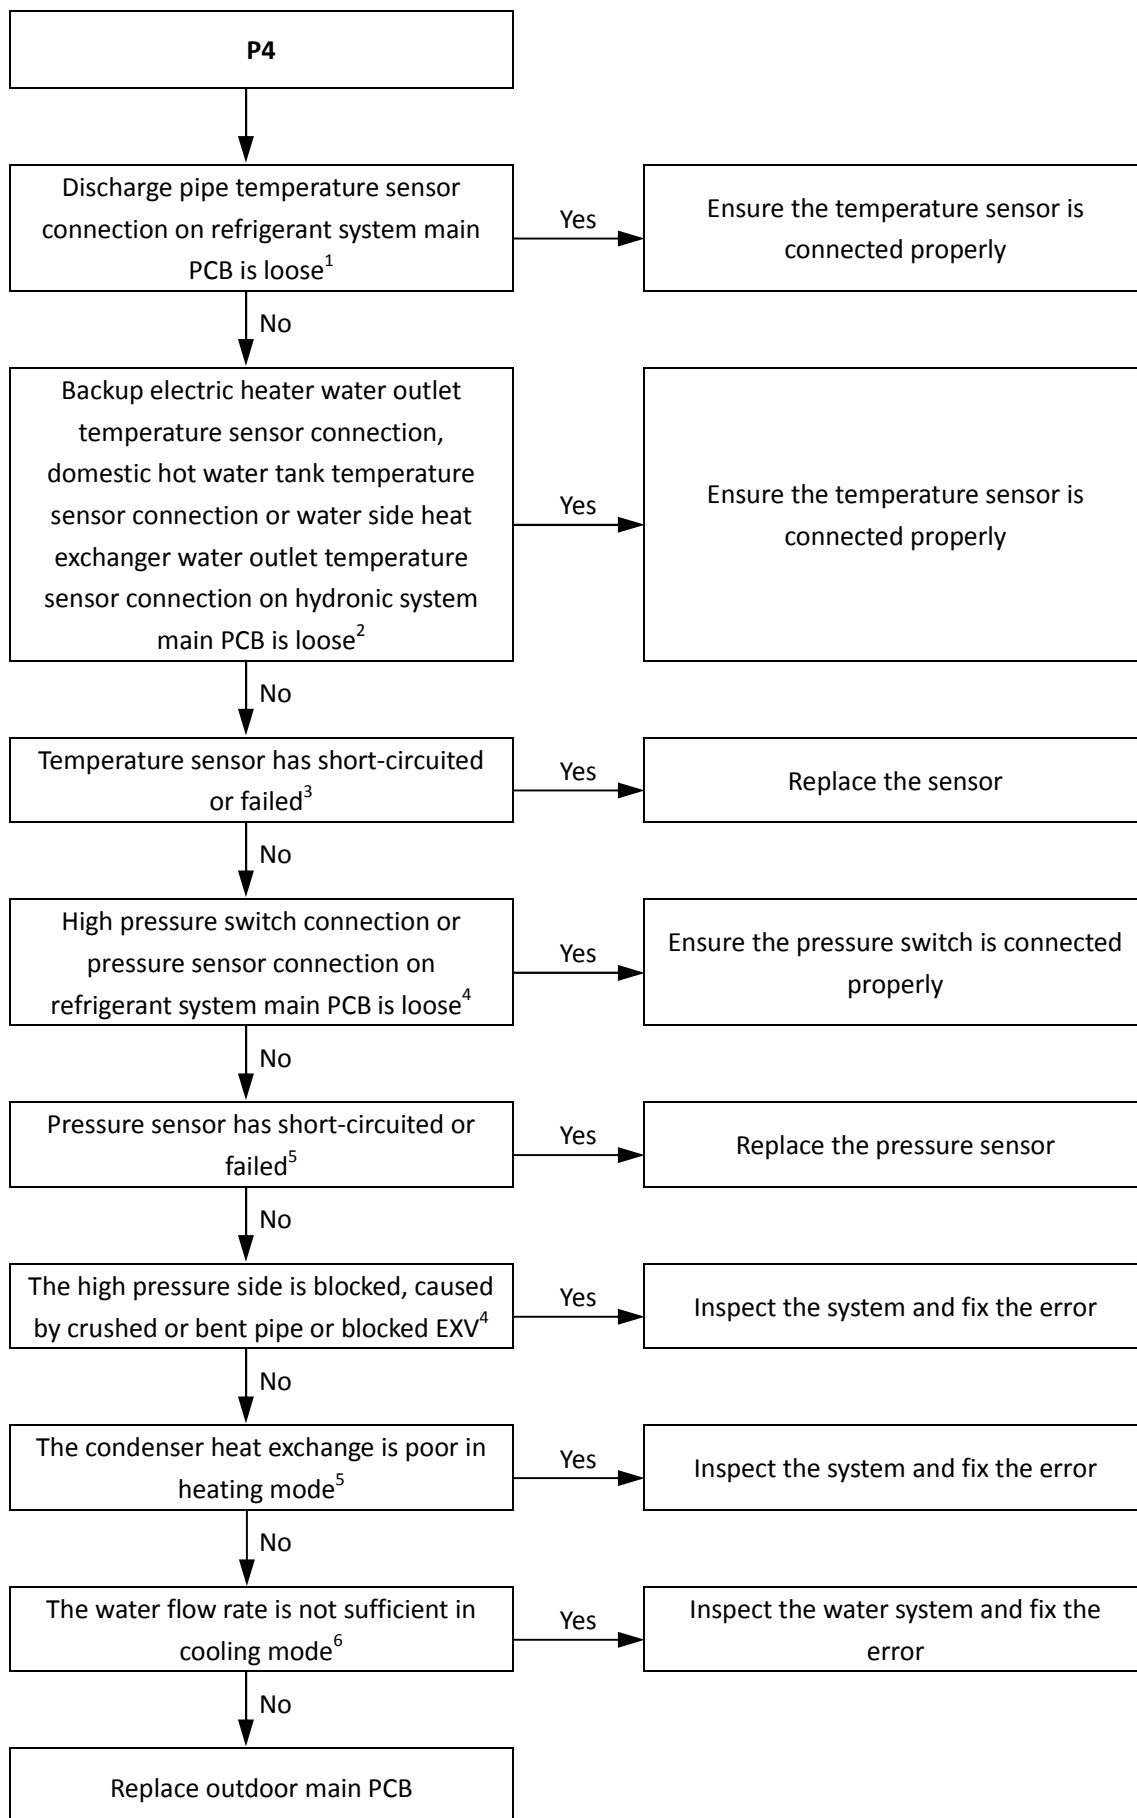 P4
Discharge pipe temperature sensor
connection on refrigerant system main
PCB is loose1
Yes
Ensure the temperature sensor is
connected properly
No
Backup electric heater water outlet
temperature sensor connection,
domestic hot water tank temperature
sensor connection or water side heat
exchanger water outlet temperature
sensor connection on hydronic system
main PCB is loose2
Yes
Ensure the temperature sensor is
connected properly
No
Temperature sensor has short-circuited
or failed3
Yes
Replace the sensor
No
High pressure switch connection or
pressure sensor connection on
refrigerant system main PCB is loose4
Yes
Ensure the pressure switch is connected
properly
No
Pressure sensor has short-circuited or
failed5
Yes
Replace the pressure sensor
No
The high pressure side is blocked, caused
by crushed or bent pipe or blocked EXV4
Yes
Inspect the system and fix the error
No
The condenser heat exchange is poor in
heating mode5
Yes
Inspect the system and fix the error
No
The water flow rate is not sufficient in
cooling mode6
Yes
Inspect the water system and fix the
error
No
Replace outdoor main PCB